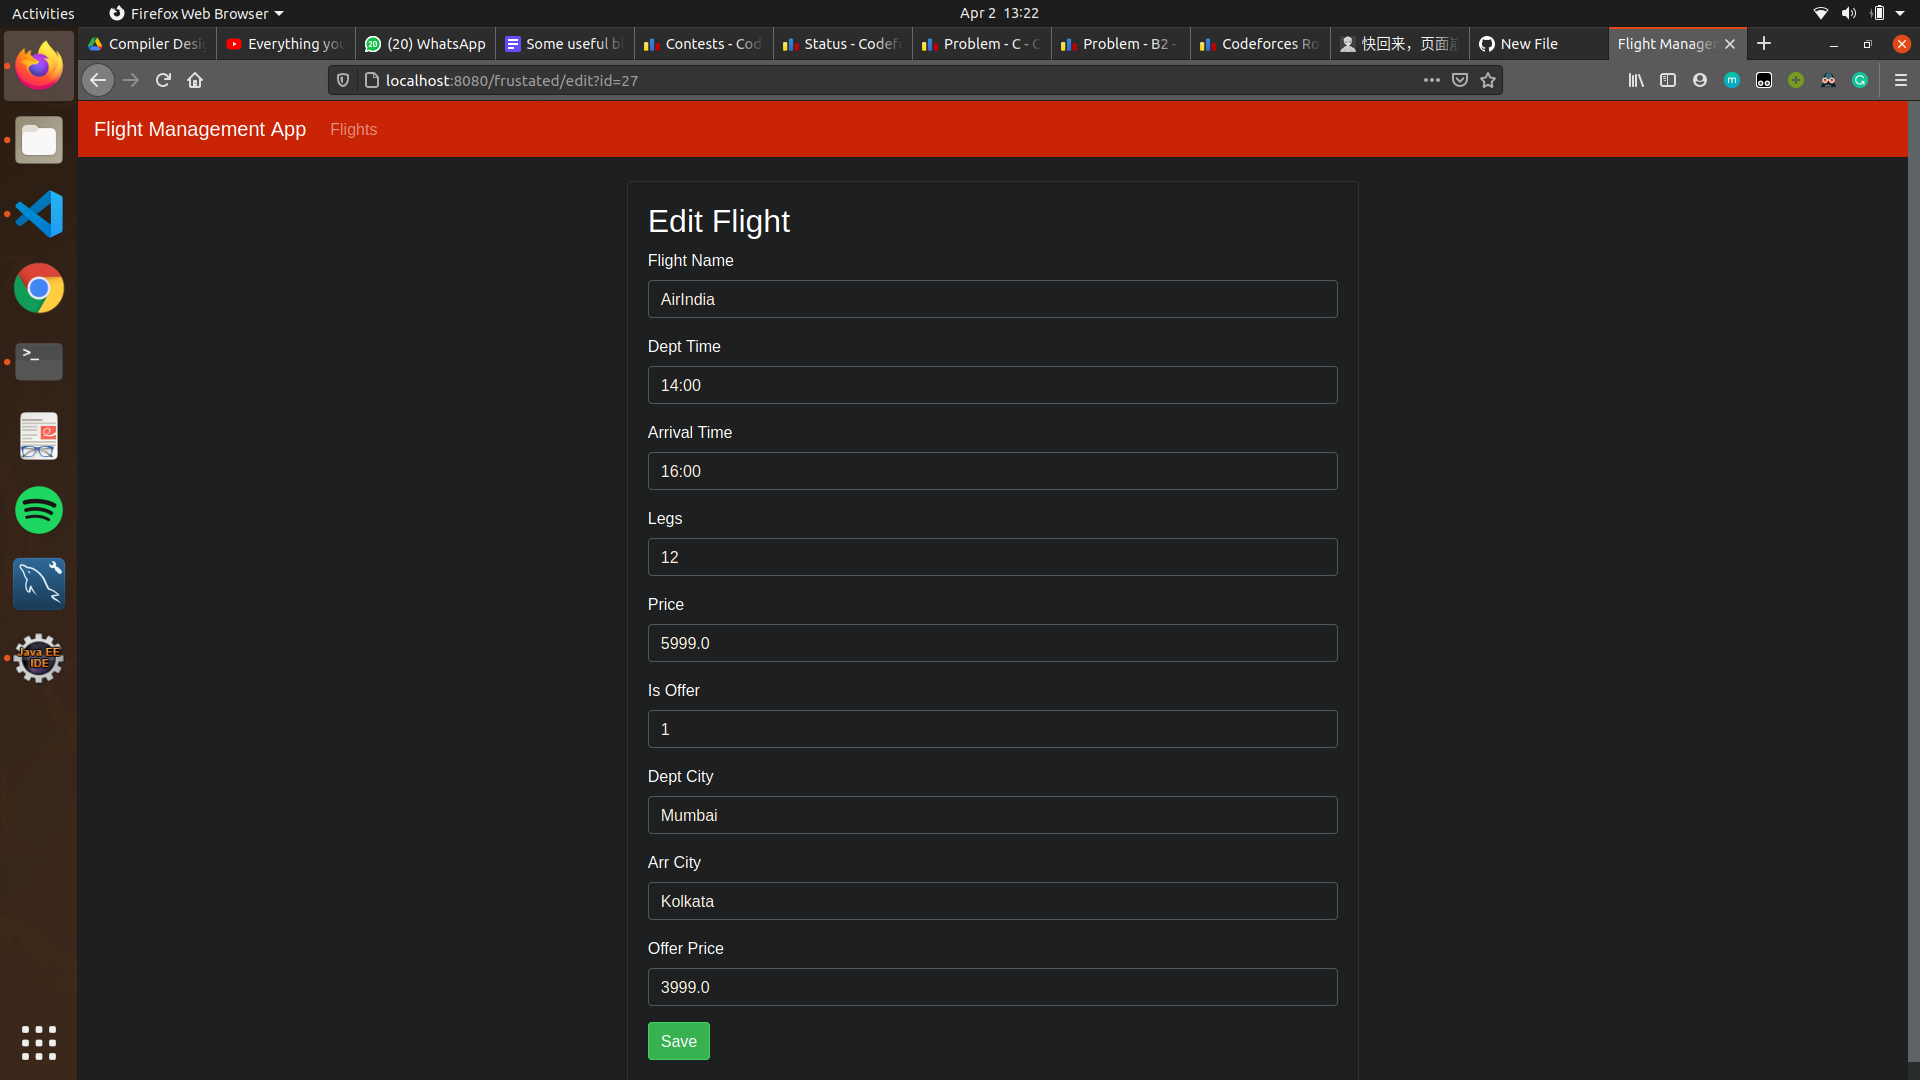 Activities
Firefox Web Browser
Apr 2 13:22
Compiler Desi
Everything you
(20) WhatsApp
Some useful b
Contests - Cod
Status - Codef
Problem - C - C
Problem - B2 -
Codeforces Ro
快回来，页面
New File
Flight Manager
localhost:8080/frustated/edit?id=27
Flight Management App
Flights
Edit Flight
Flight Name
AirIndia
Dept Time
14:00
Arrival Time
16:00
Legs
12
Price
5999.0
Is Offer
1
Dept City
Mumbai
Arr City
Kolkata
Offer Price
3999.0
Save
Java EE
IDE